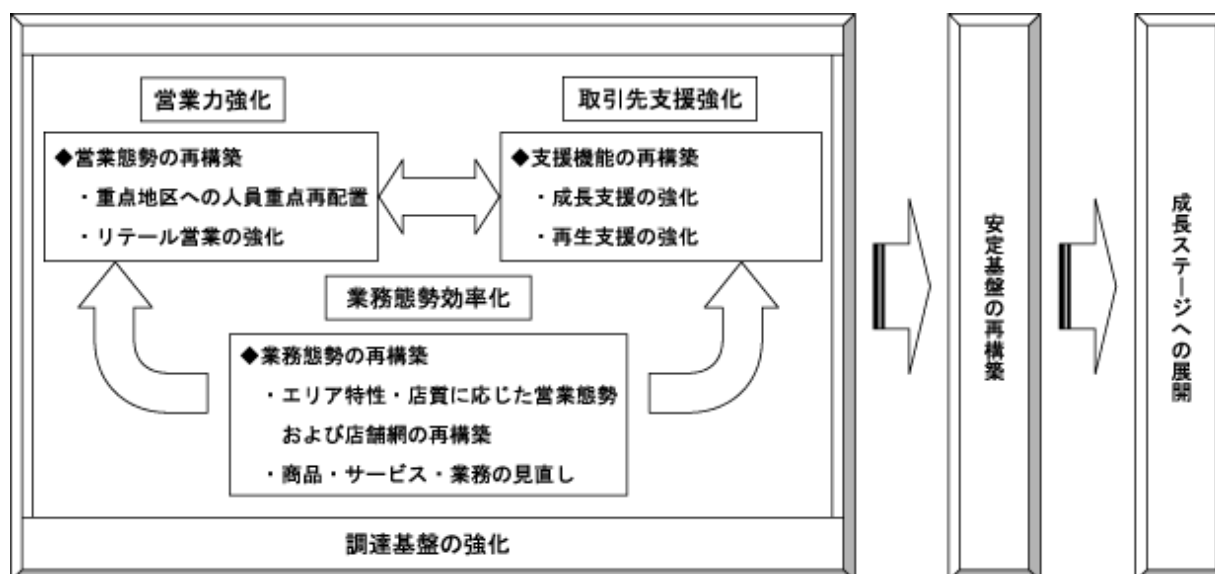 営業力強化
◆営業態勢の再構築
・重点地区への人員重点再配置
・リテール営業の強化
取引先支援強化
◆支援機能の再構築
・成長支援の強化
・再生支援の強化
業務態勢効率化
◆業務態勢の再構築
・エリア特性・店質に応じた営業態勢
および店舗網の再構築
・商品・サービス・業務の見直し
調達基盤の強化
安定基盤の再構築
成長ステージへの展開